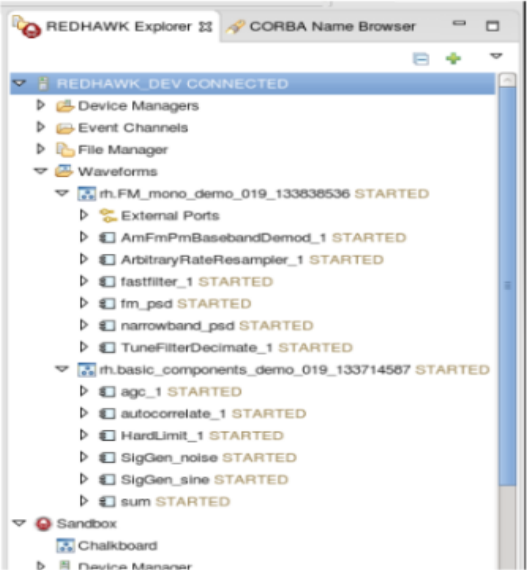 REDHAWK Explorer CORBA Name Browser
REDHAWK_DEV CONNECTED
Device Managers
Event Channels
File Manager
Waveforms
rh.FM_mono_demo_019_133838536 STARTED
External Ports
AmFmPmBasebandDemod_1 STARTED
ArbitraryRateResampler_1 STARTED
fastfilter_1 STARTED
fm_psd STARTED
narrowband_psd STARTED
TuneFilterDecimate_1 STARTED
rh.basic_components_demo_019_133714587 STARTED
agc_1 STARTED
autocorrelate_1 STARTED
HardLimit_1 STARTED
SigGen_noise STARTED
SigGen_sine STARTED
sum STARTED
Sandbox
Chalkboard
Device Manager